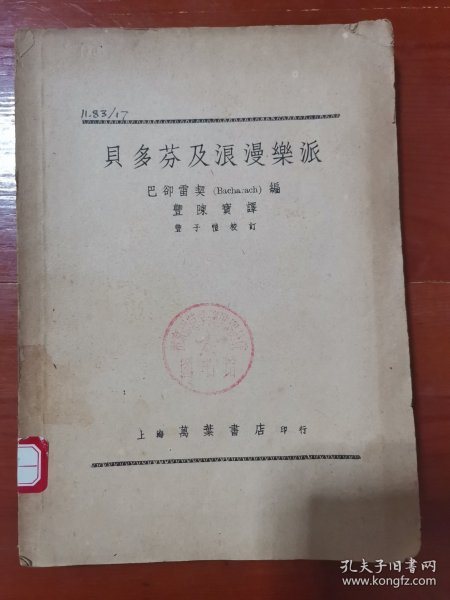 11.83/17
貝多芬及浪漫樂派
巴卻雷契 (Bacharach) 編
豐陳寶譯
豐子愷校訂
上海 萬葉書店 印行
孔夫子旧书网
www.kongfz.com